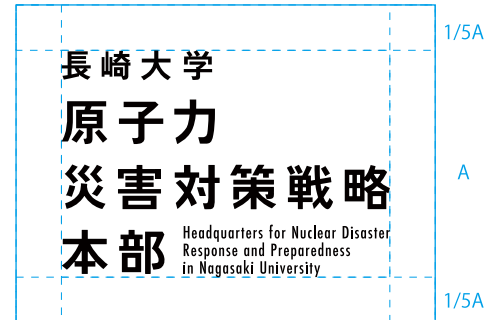 1/5A
長崎大学
原子力
災害対策戦略
A
本部
Headquarters for Nuclear Disaster
Response and Preparedness
in Nagasaki University
1/5A